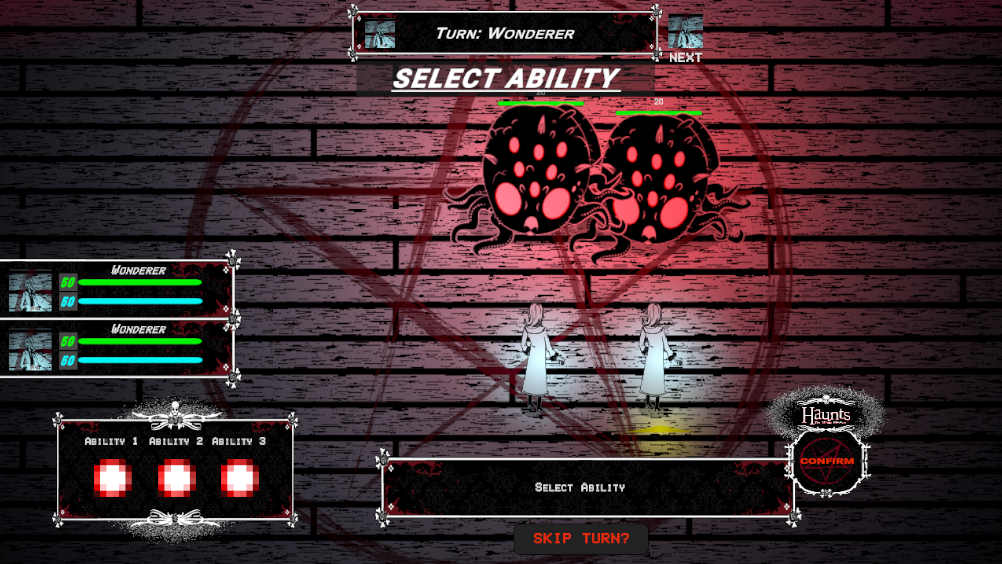 Turn: Wonderer
NEXT
SELECT ABILITY
20
20
Wonderer
50
50
Wonderer
50
50
Ability 1 Ability 2 Ability 3
Haunts
CONFIRM
Select Ability
SKIP TURN?